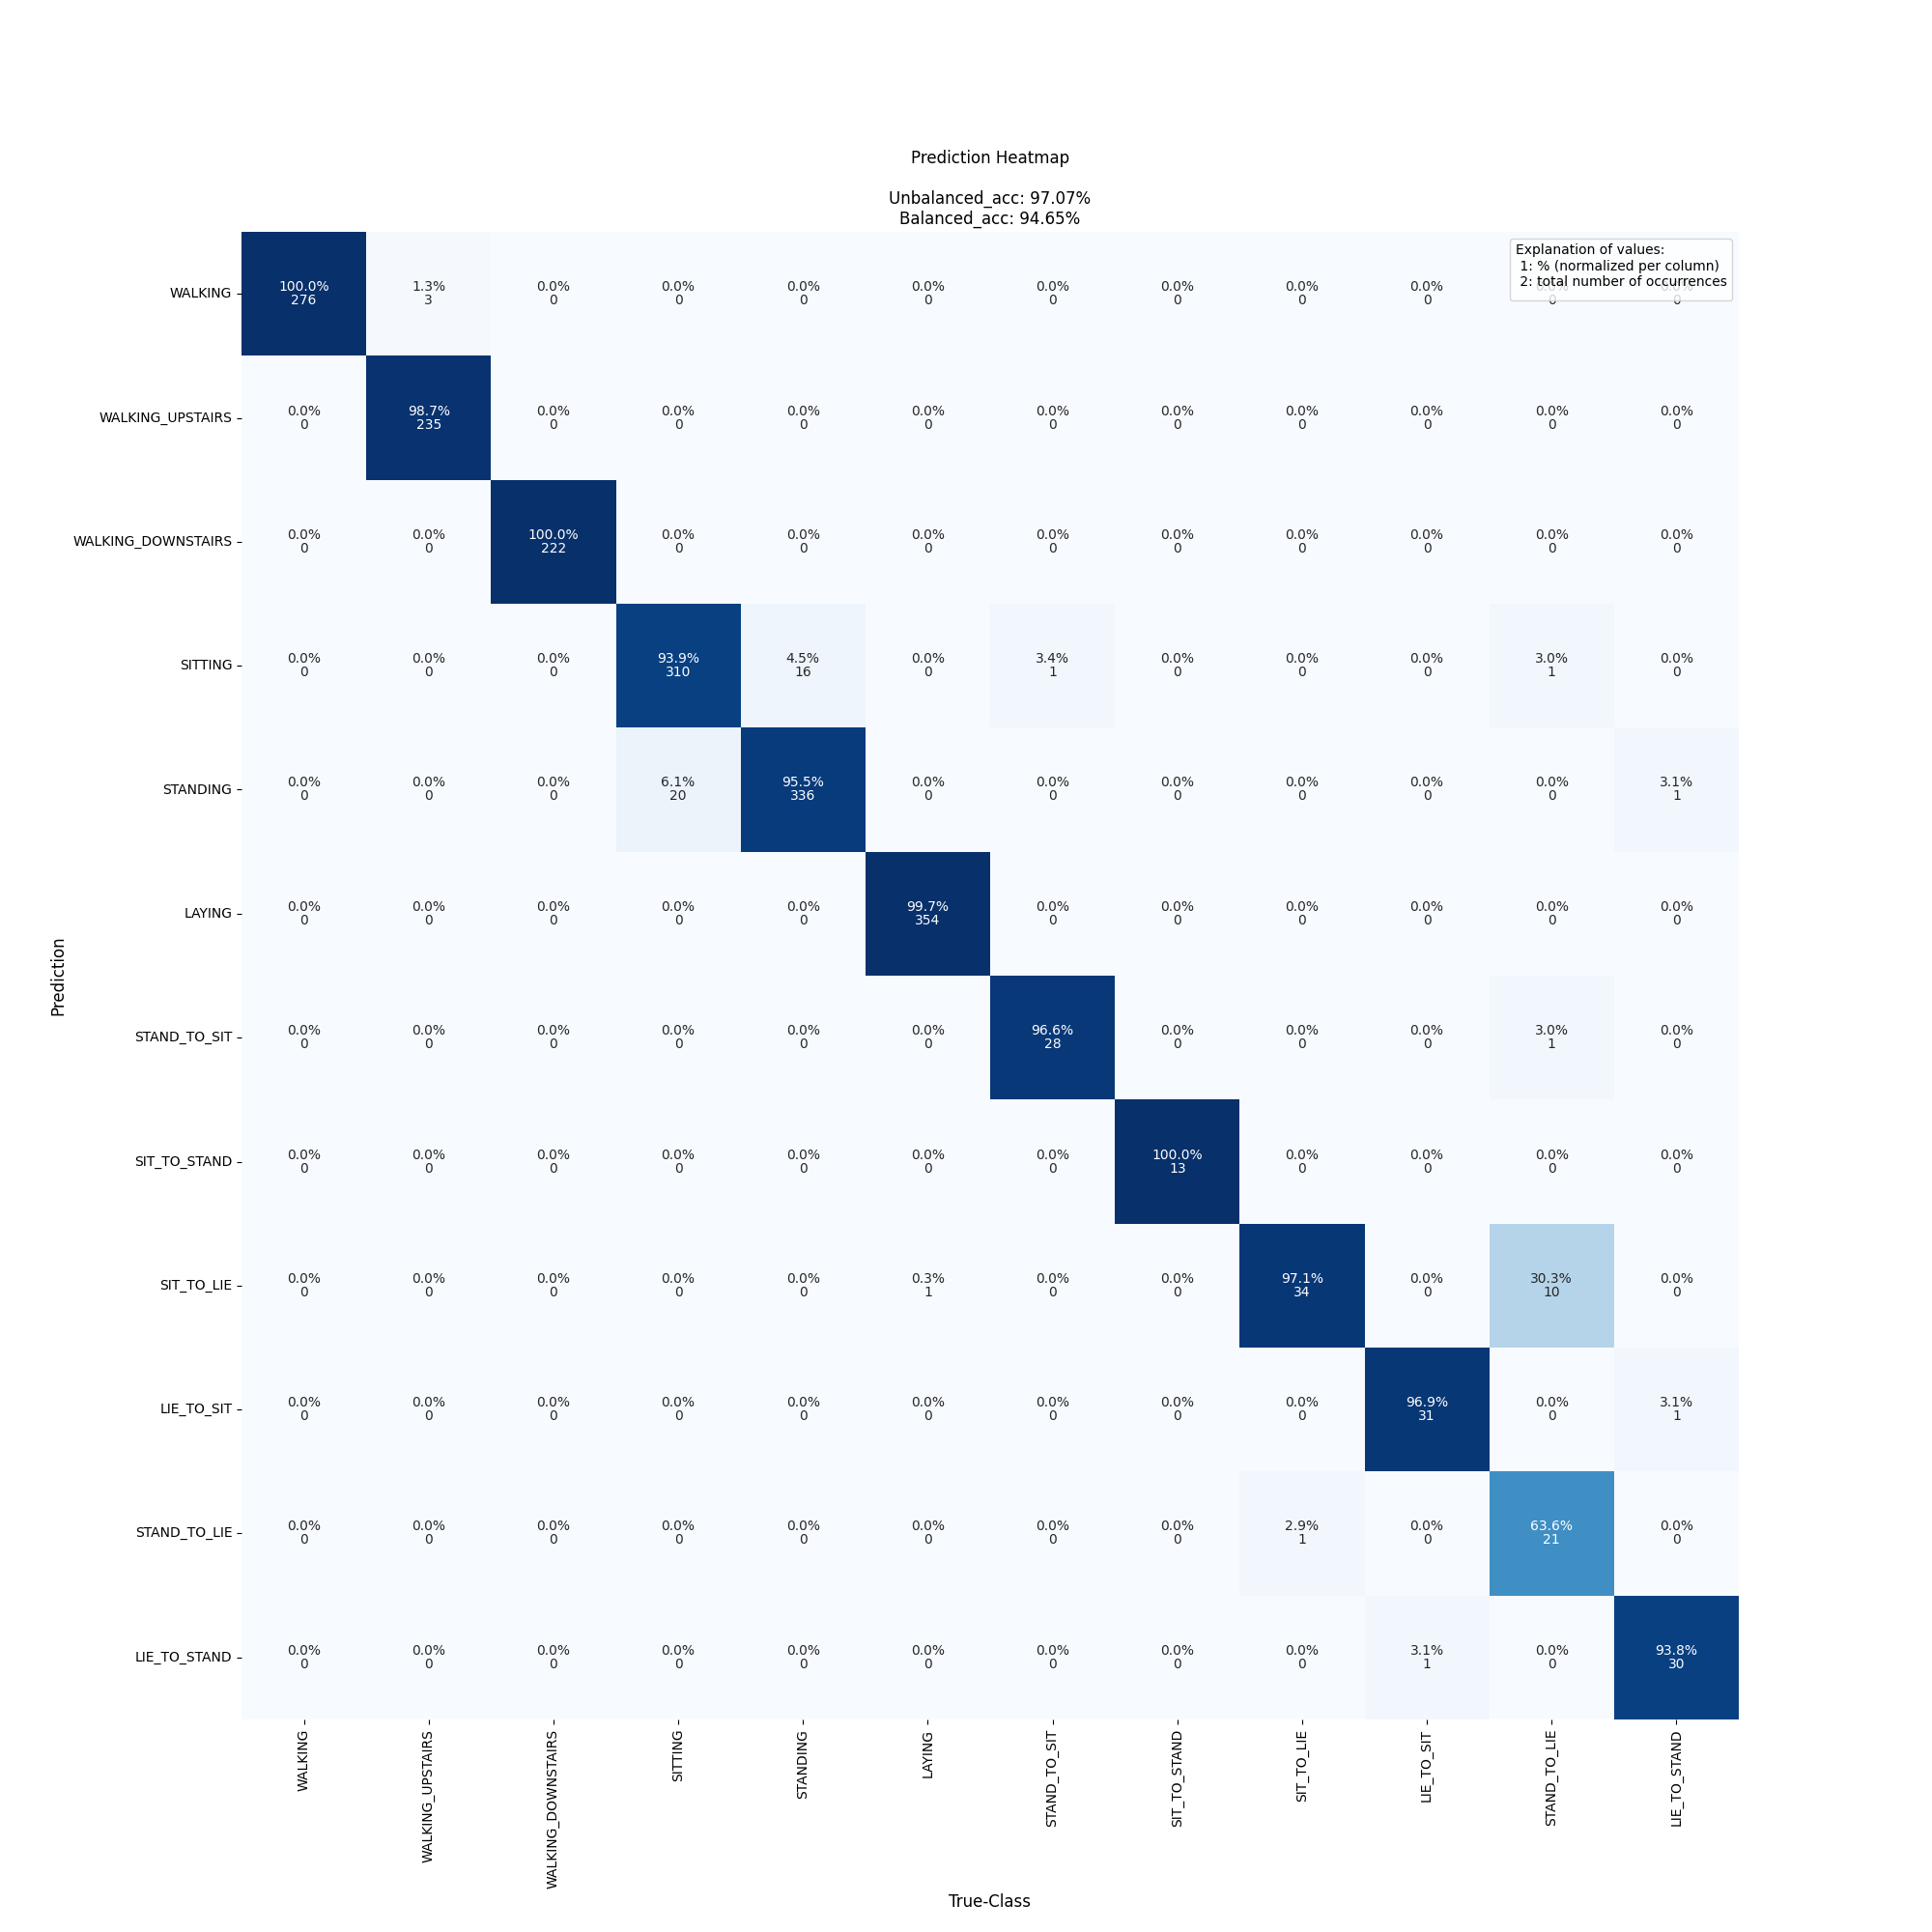 Prediction Heatmap
Unbalanced_acc: 97.07%
Balanced_acc: 94.65%
Explanation of values:
1: % (normalized per column)
2: total number of occurrences
WALKING
100.0% 1.3% 0.0% 0.0% 0.0% 0.0% 0.0% 0.0% 0.0% 0.0%
276 3 0 0 0 0 0 0 0 0 0 0
WALKING_UPSTAIRS
0.0% 98.7% 0.0% 0.0% 0.0% 0.0% 0.0% 0.0% 0.0% 0.0% 0.0% 0.0%
0 235 0 0 0 0 0 0 0 0 0 0
WALKING_DOWNSTAIRS
0.0% 0.0% 100.0% 0.0% 0.0% 0.0% 0.0% 0.0% 0.0% 0.0% 0.0% 0.0%
0 0 222 0 0 0 0 0 0 0 0 0
SITTING
0.0% 0.0% 0.0% 93.9% 4.5% 0.0% 3.4% 0.0% 0.0% 0.0% 3.0% 0.0%
0 0 0 310 16 0 1 0 0 0 1 0
STANDING
0.0% 0.0% 0.0% 6.1% 95.5% 0.0% 0.0% 0.0% 0.0% 0.0% 0.0% 3.1%
0 0 0 20 336 0 0 0 0 0 0 1
LAYING
0.0% 0.0% 0.0% 0.0% 0.0% 99.7% 0.0% 0.0% 0.0% 0.0% 0.0% 0.0%
0 0 0 0 0 354 0 0 0 0 0 0
STAND_TO_SIT
0.0% 0.0% 0.0% 0.0% 0.0% 0.0% 96.6% 0.0% 0.0% 0.0% 3.0% 0.0%
0 0 0 0 0 0 28 0 0 0 1 0
SIT_TO_STAND
0.0% 0.0% 0.0% 0.0% 0.0% 0.0% 0.0% 100.0% 0.0% 0.0% 0.0% 0.0%
0 0 0 0 0 0 0 13 0 0 0 0
SIT_TO_LIE
0.0% 0.0% 0.0% 0.0% 0.0% 0.3% 0.0% 0.0% 97.1% 0.0% 30.3% 0.0%
0 0 0 0 0 1 0 0 34 0 10 0
LIE_TO_SIT
0.0% 0.0% 0.0% 0.0% 0.0% 0.0% 0.0% 0.0% 0.0% 96.9% 0.0% 3.1%
0 0 0 0 0 0 0 0 0 31 0 1
STAND_TO_LIE
0.0% 0.0% 0.0% 0.0% 0.0% 0.0% 0.0% 0.0% 2.9% 0.0% 63.6% 0.0%
0 0 0 0 0 0 0 0 1 0 21 0
LIE_TO_STAND
0.0% 0.0% 0.0% 0.0% 0.0% 0.0% 0.0% 0.0% 0.0% 3.1% 0.0% 93.8%
0 0 0 0 0 0 0 0 0 1 0 30
Prediction
WALKING
WALKING_UPSTAIRS
WALKING_DOWNSTAIRS
SITTING
STANDING
LAYING
STAND_TO_SIT
SIT_TO_STAND
SIT_TO_LIE
LIE_TO_SIT
STAND_TO_LIE
LIE_TO_STAND
True-Class